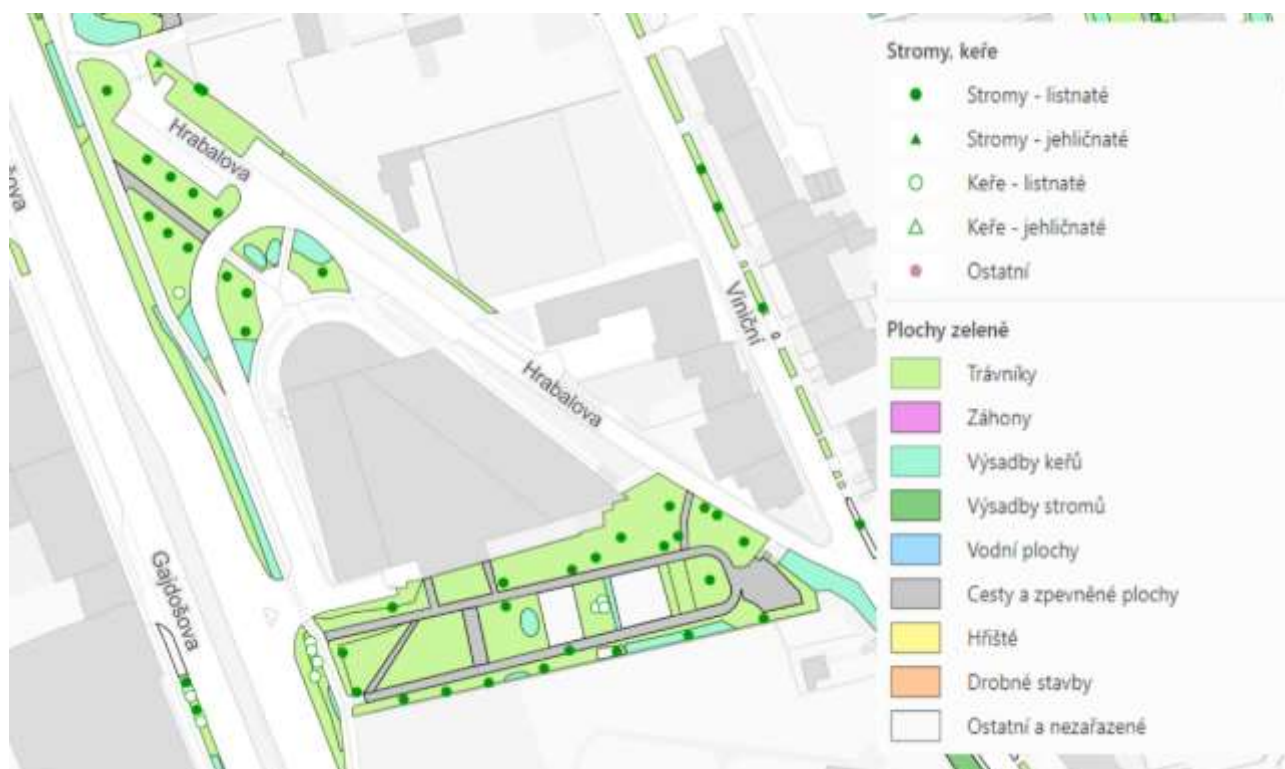 Stromy, keře
Stromy - listnaté
Stromy - jehličnaté
Keře - listnaté
Keře - jehličnaté
Ostatní
Plochy zeleně
Trávníky
Záhony
Výsadby keřů
Výsadby stromů
Vodní plochy
Cesty a zpevněné plochy
Hřiště
Drobné stavby
Ostatní a nezařazené
Hrabalova
Viniční
Hrabalova
Gajdošova